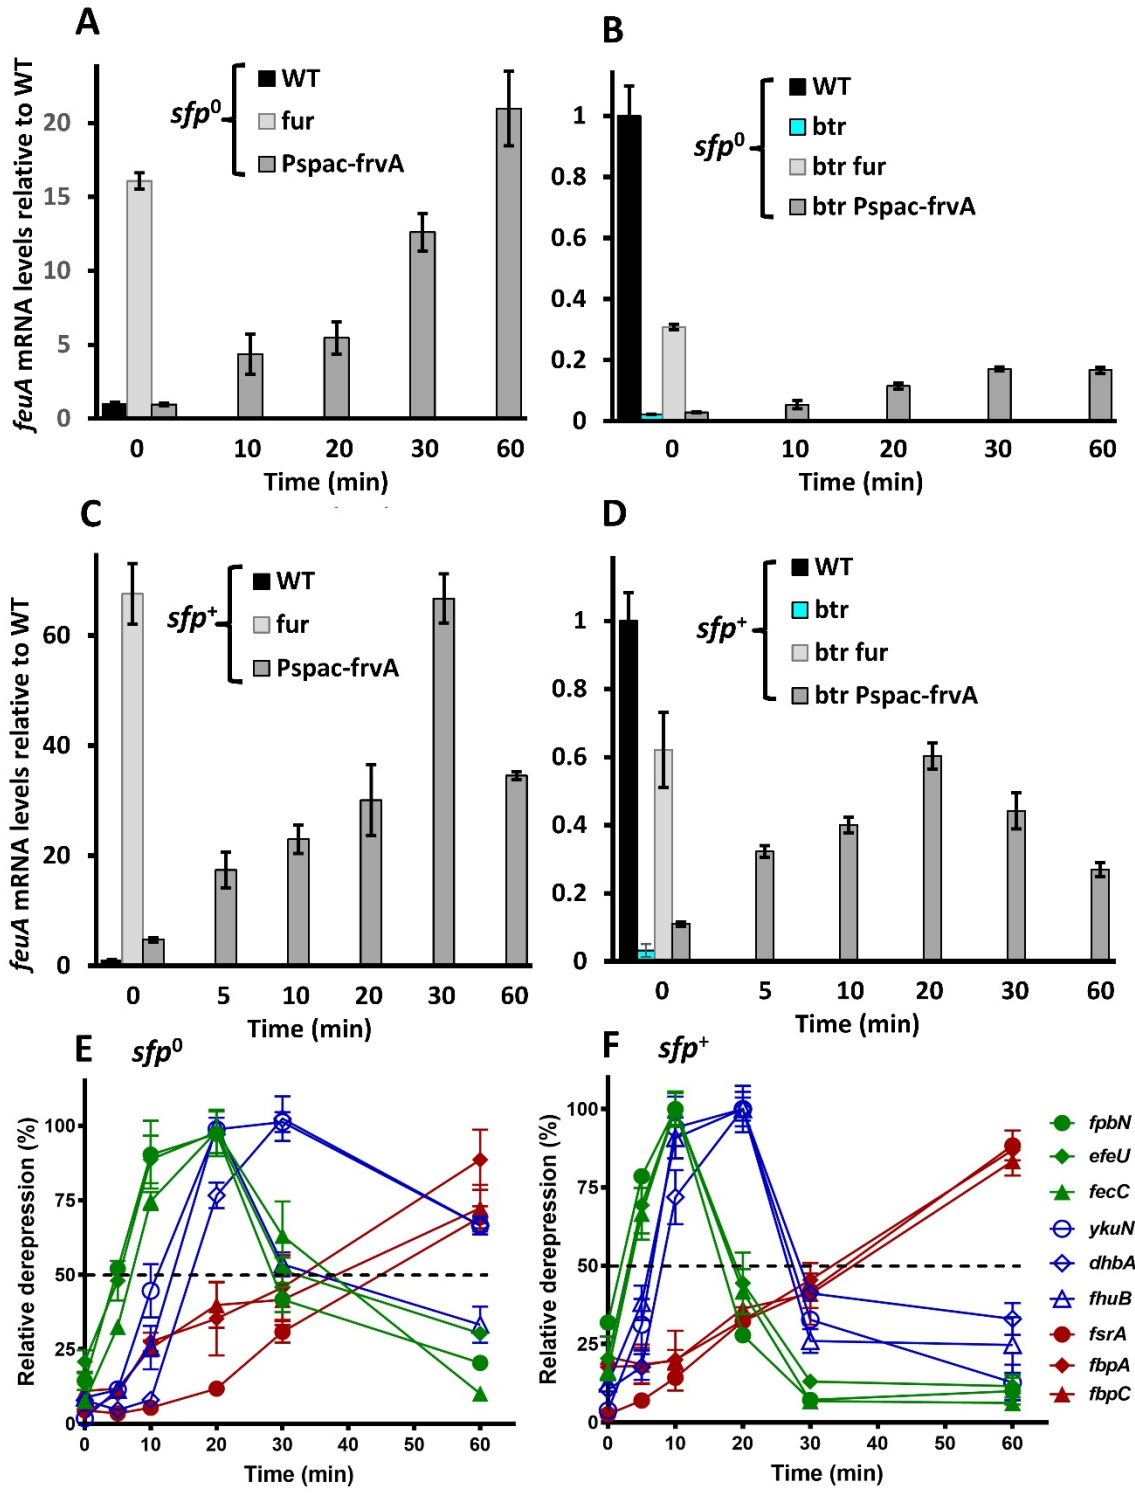 A
feuA mRNA levels relative to WT
20
15
10
5
0
sfp⁰
WT
fur
Pspac-frvA
0 10 20 30 60
Time (min)
B
1
0.8
0.6
0.4
0.2
0
sfp⁰
WT
btr
btr fur
btr Pspac-frvA
0 10 20 30 60
Time (min)
C
feuA mRNA levels relative to WT
60
40
20
0
sfp⁺
WT
fur
Pspac-frvA
0 5 10 20 30 60
Time (min)
D
1
0.8
0.6
0.4
0.2
0
sfp⁺
WT
btr
btr fur
btr Pspac-frvA
0 5 10 20 30 60
Time (min)
E sfp⁰
Relative derepression (%)
100
75
50
25
0
0 10 20 30 40 50 60
Time (min)
F sfp⁺
Relative derepression (%)
100
75
50
25
0
0 10 20 30 40 50 60
Time (min)
fpbN
efeU
fecC
ykuN
dhbA
fhuB
fsrA
fbpA
fbpC